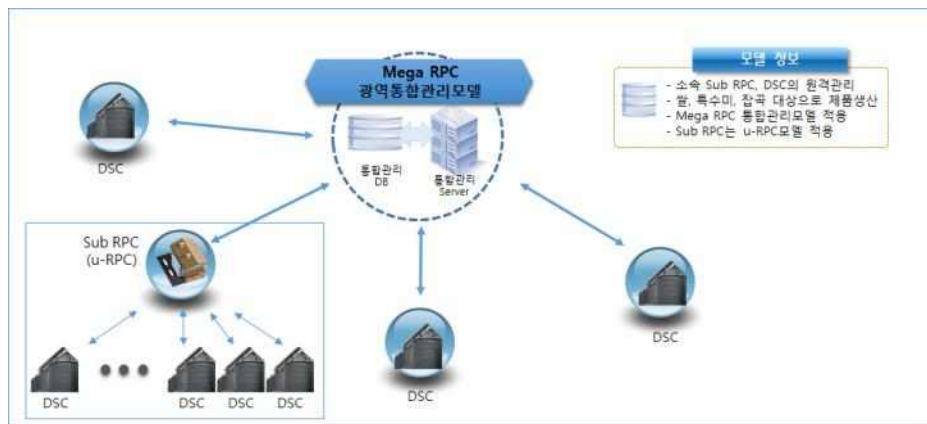 Mega RPC
광역통합관리모델
통합관리
DB
통합관리
Server
모델 정보
- 소속 Sub RPC, DSC의 원격관리
- 쌀, 특수미, 잡곡 대상으로 제품생산
- Mega RPC 통합관리모델 적용
- Sub RPC는 u-RPC모델 적용
DSC
Sub RPC
(u-RPC)
DSC
DSC
DSC
DSC
DSC
DSC